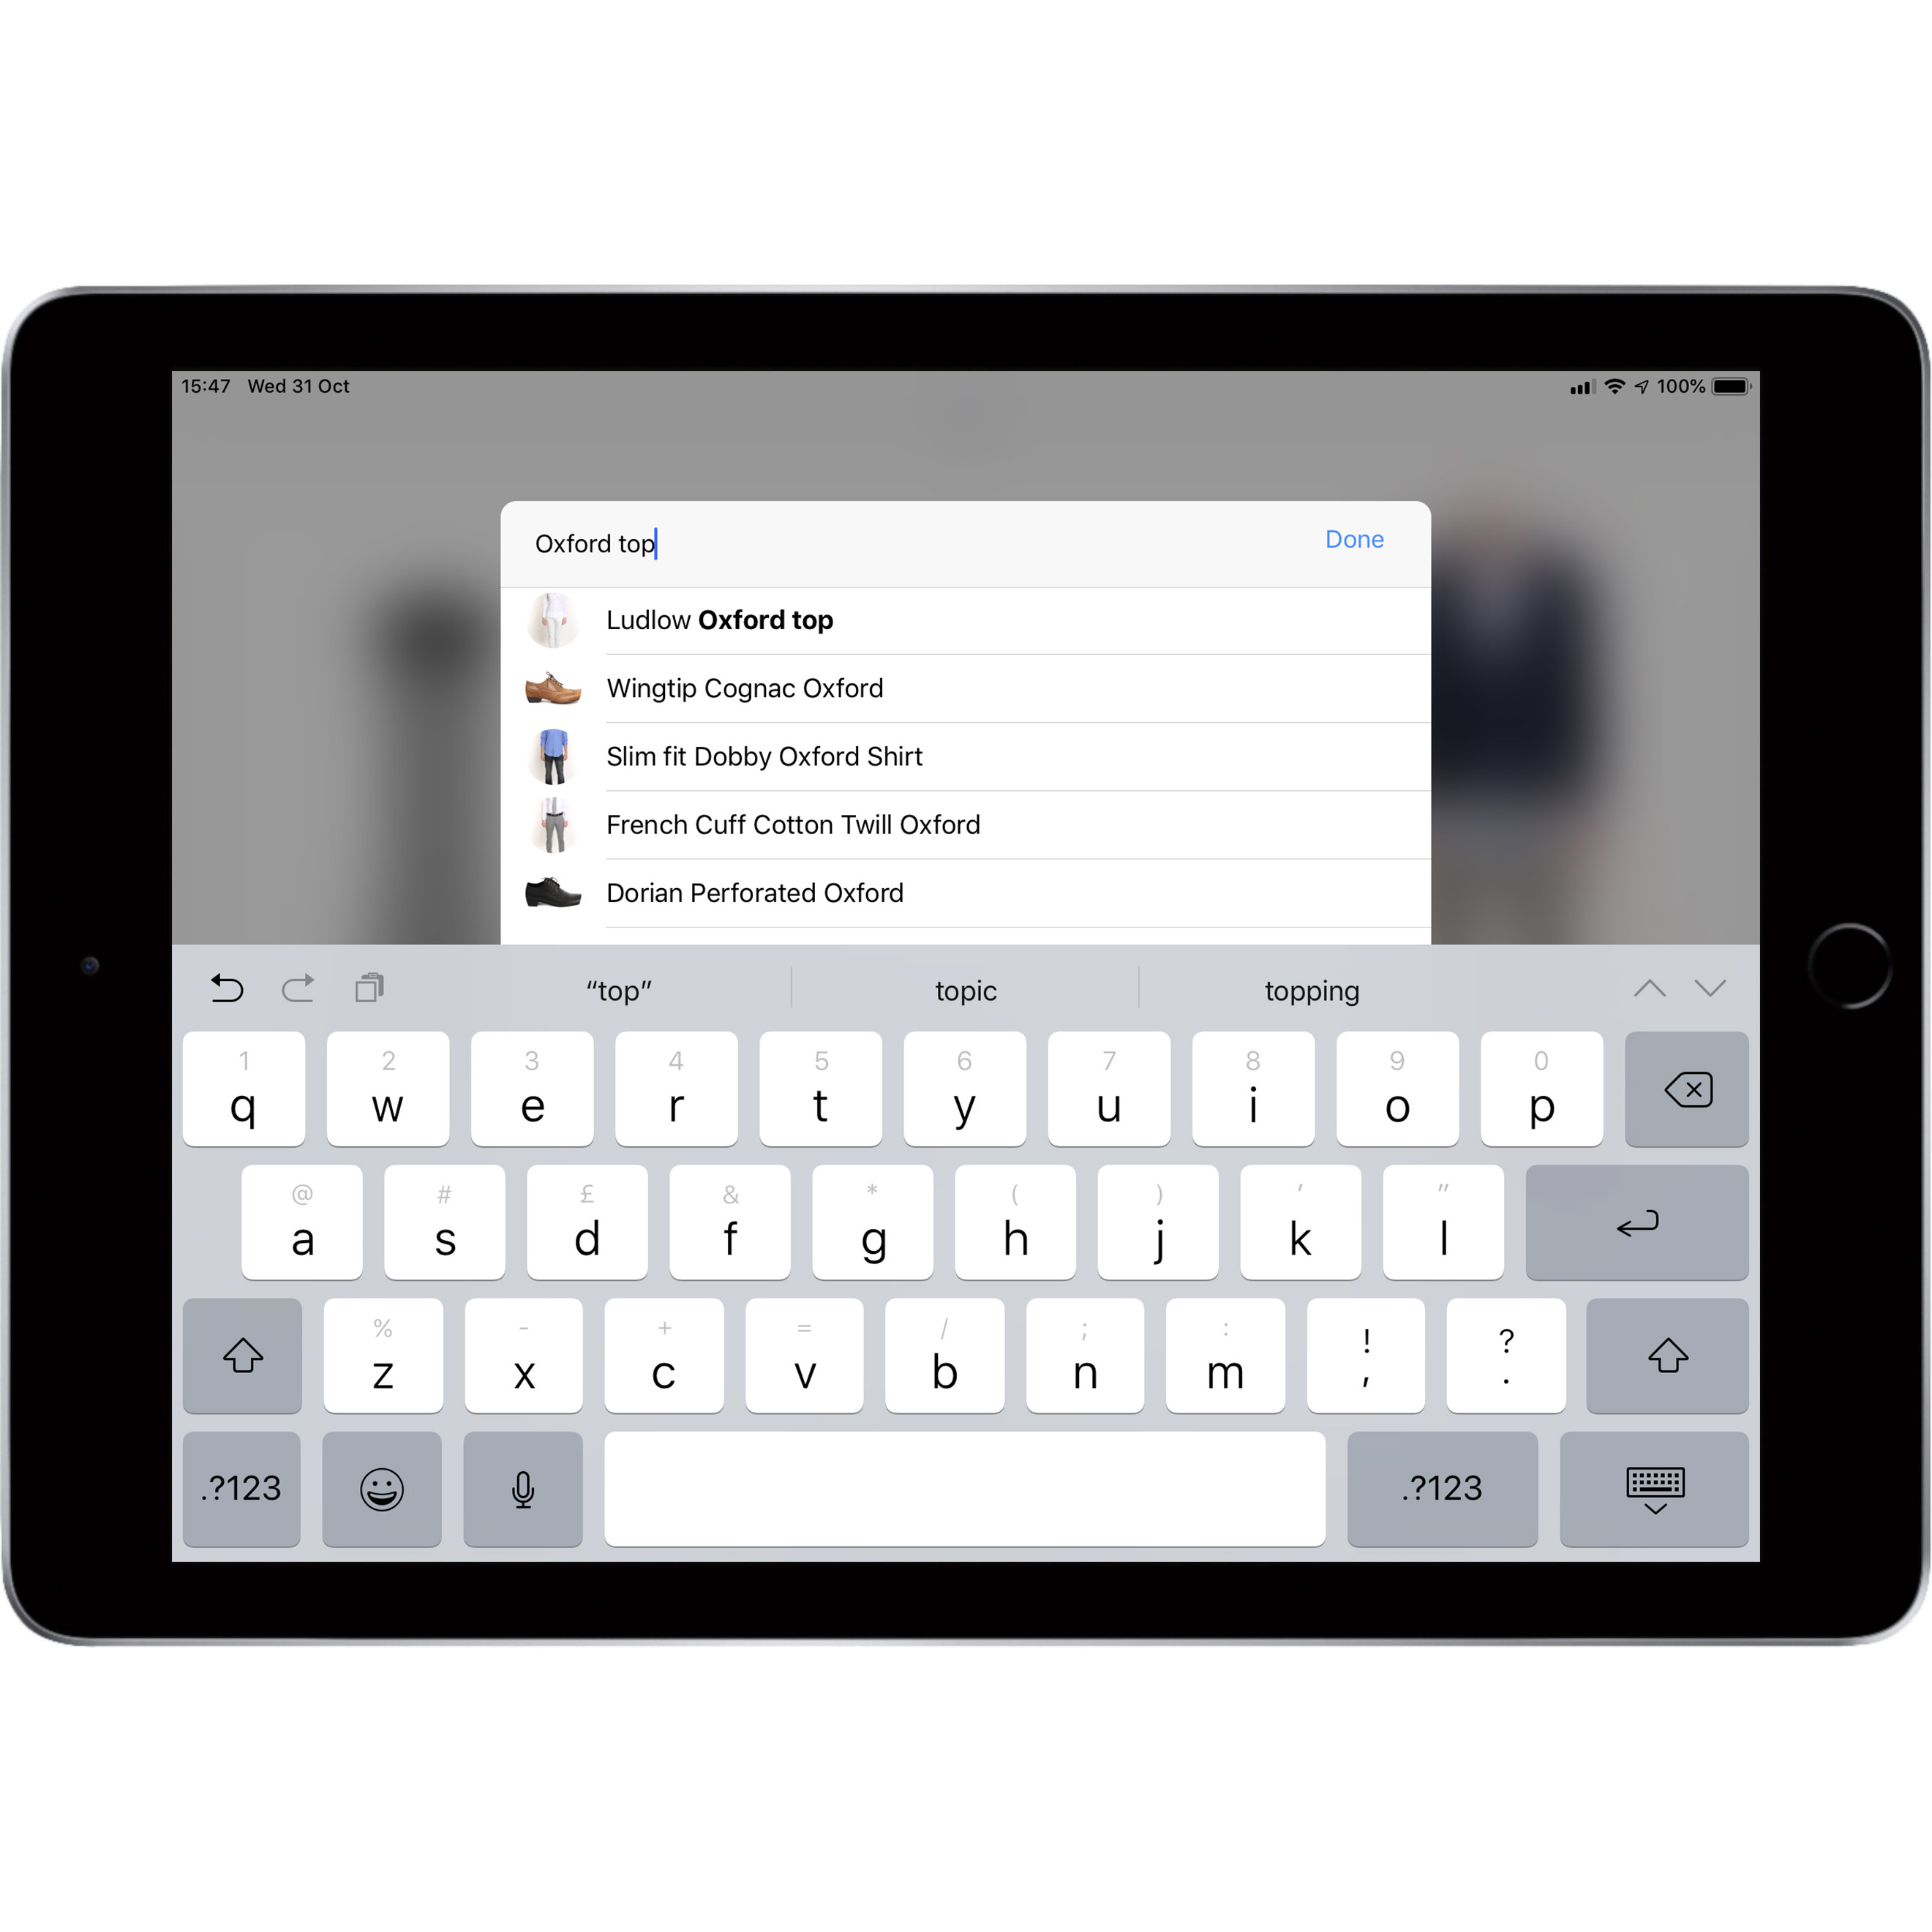 15:47 Wed 31 Oct 100%
Oxford top Done
Ludlow Oxford top
Wingtip Cognac Oxford
Slim fit Dobby Oxford Shirt
French Cuff Cotton Twill Oxford
Dorian Perforated Oxford
“top” topic topping
1 2 3 4 5 6 7 8 9 0
q w e r t y u i o p
@ # £ & * ( ) ' "
a s d f g h j k l
% - + = / ; : ! ?
z x c v b n m , .
.?123 .?123